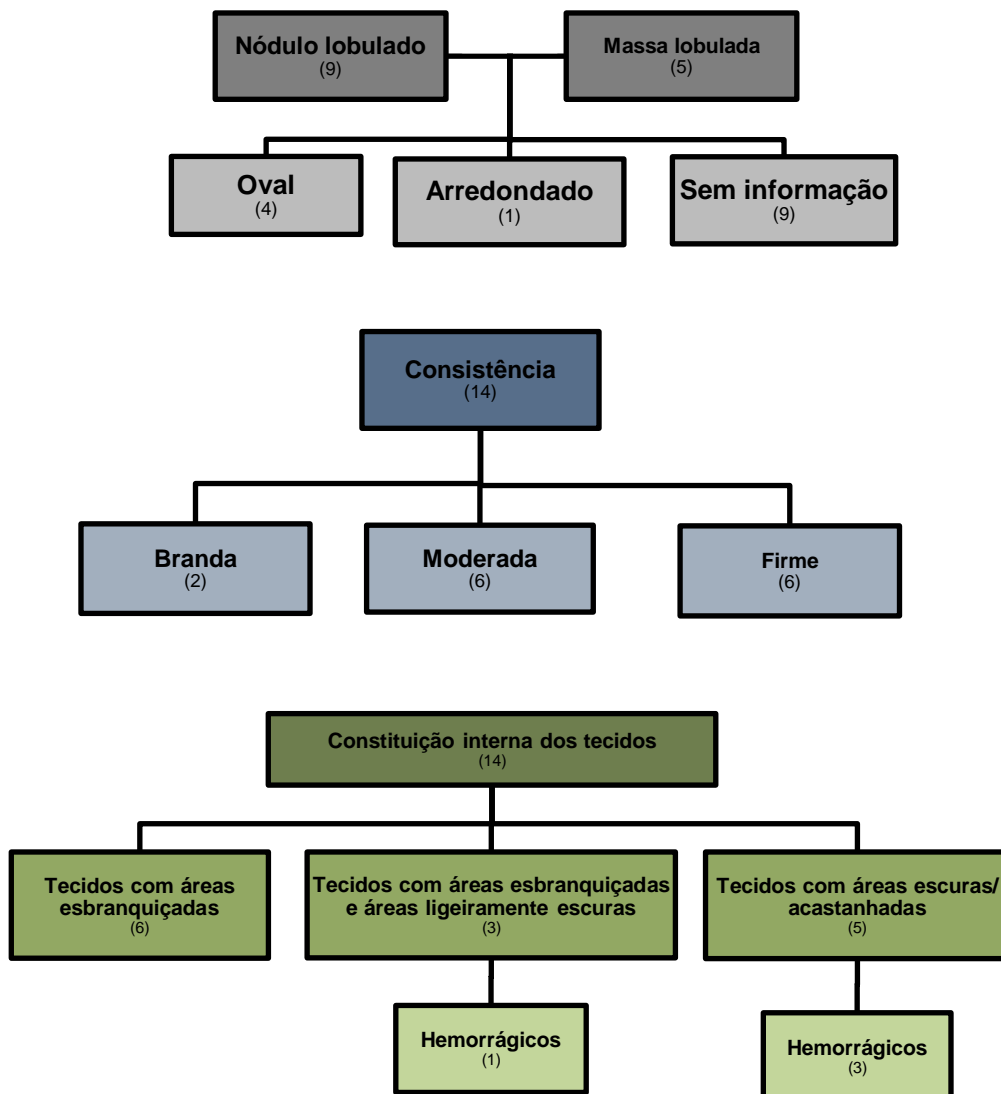 Nódulo lobulado
(9)
Massa lobulada
(5)
Oval
(4)
Arredondado
(1)
Sem informação
(9)
Consistência
(14)
Branda
(2)
Moderada
(6)
Firme
(6)
Constituição interna dos tecidos
(14)
Tecidos com áreas
esbranquiçadas
(6)
Tecidos com áreas esbranquiçadas
e áreas ligeiramente escuras
(3)
Tecidos com áreas escuras/
acastanhadas
(5)
Hemorrágicos
(1)
Hemorrágicos
(3)